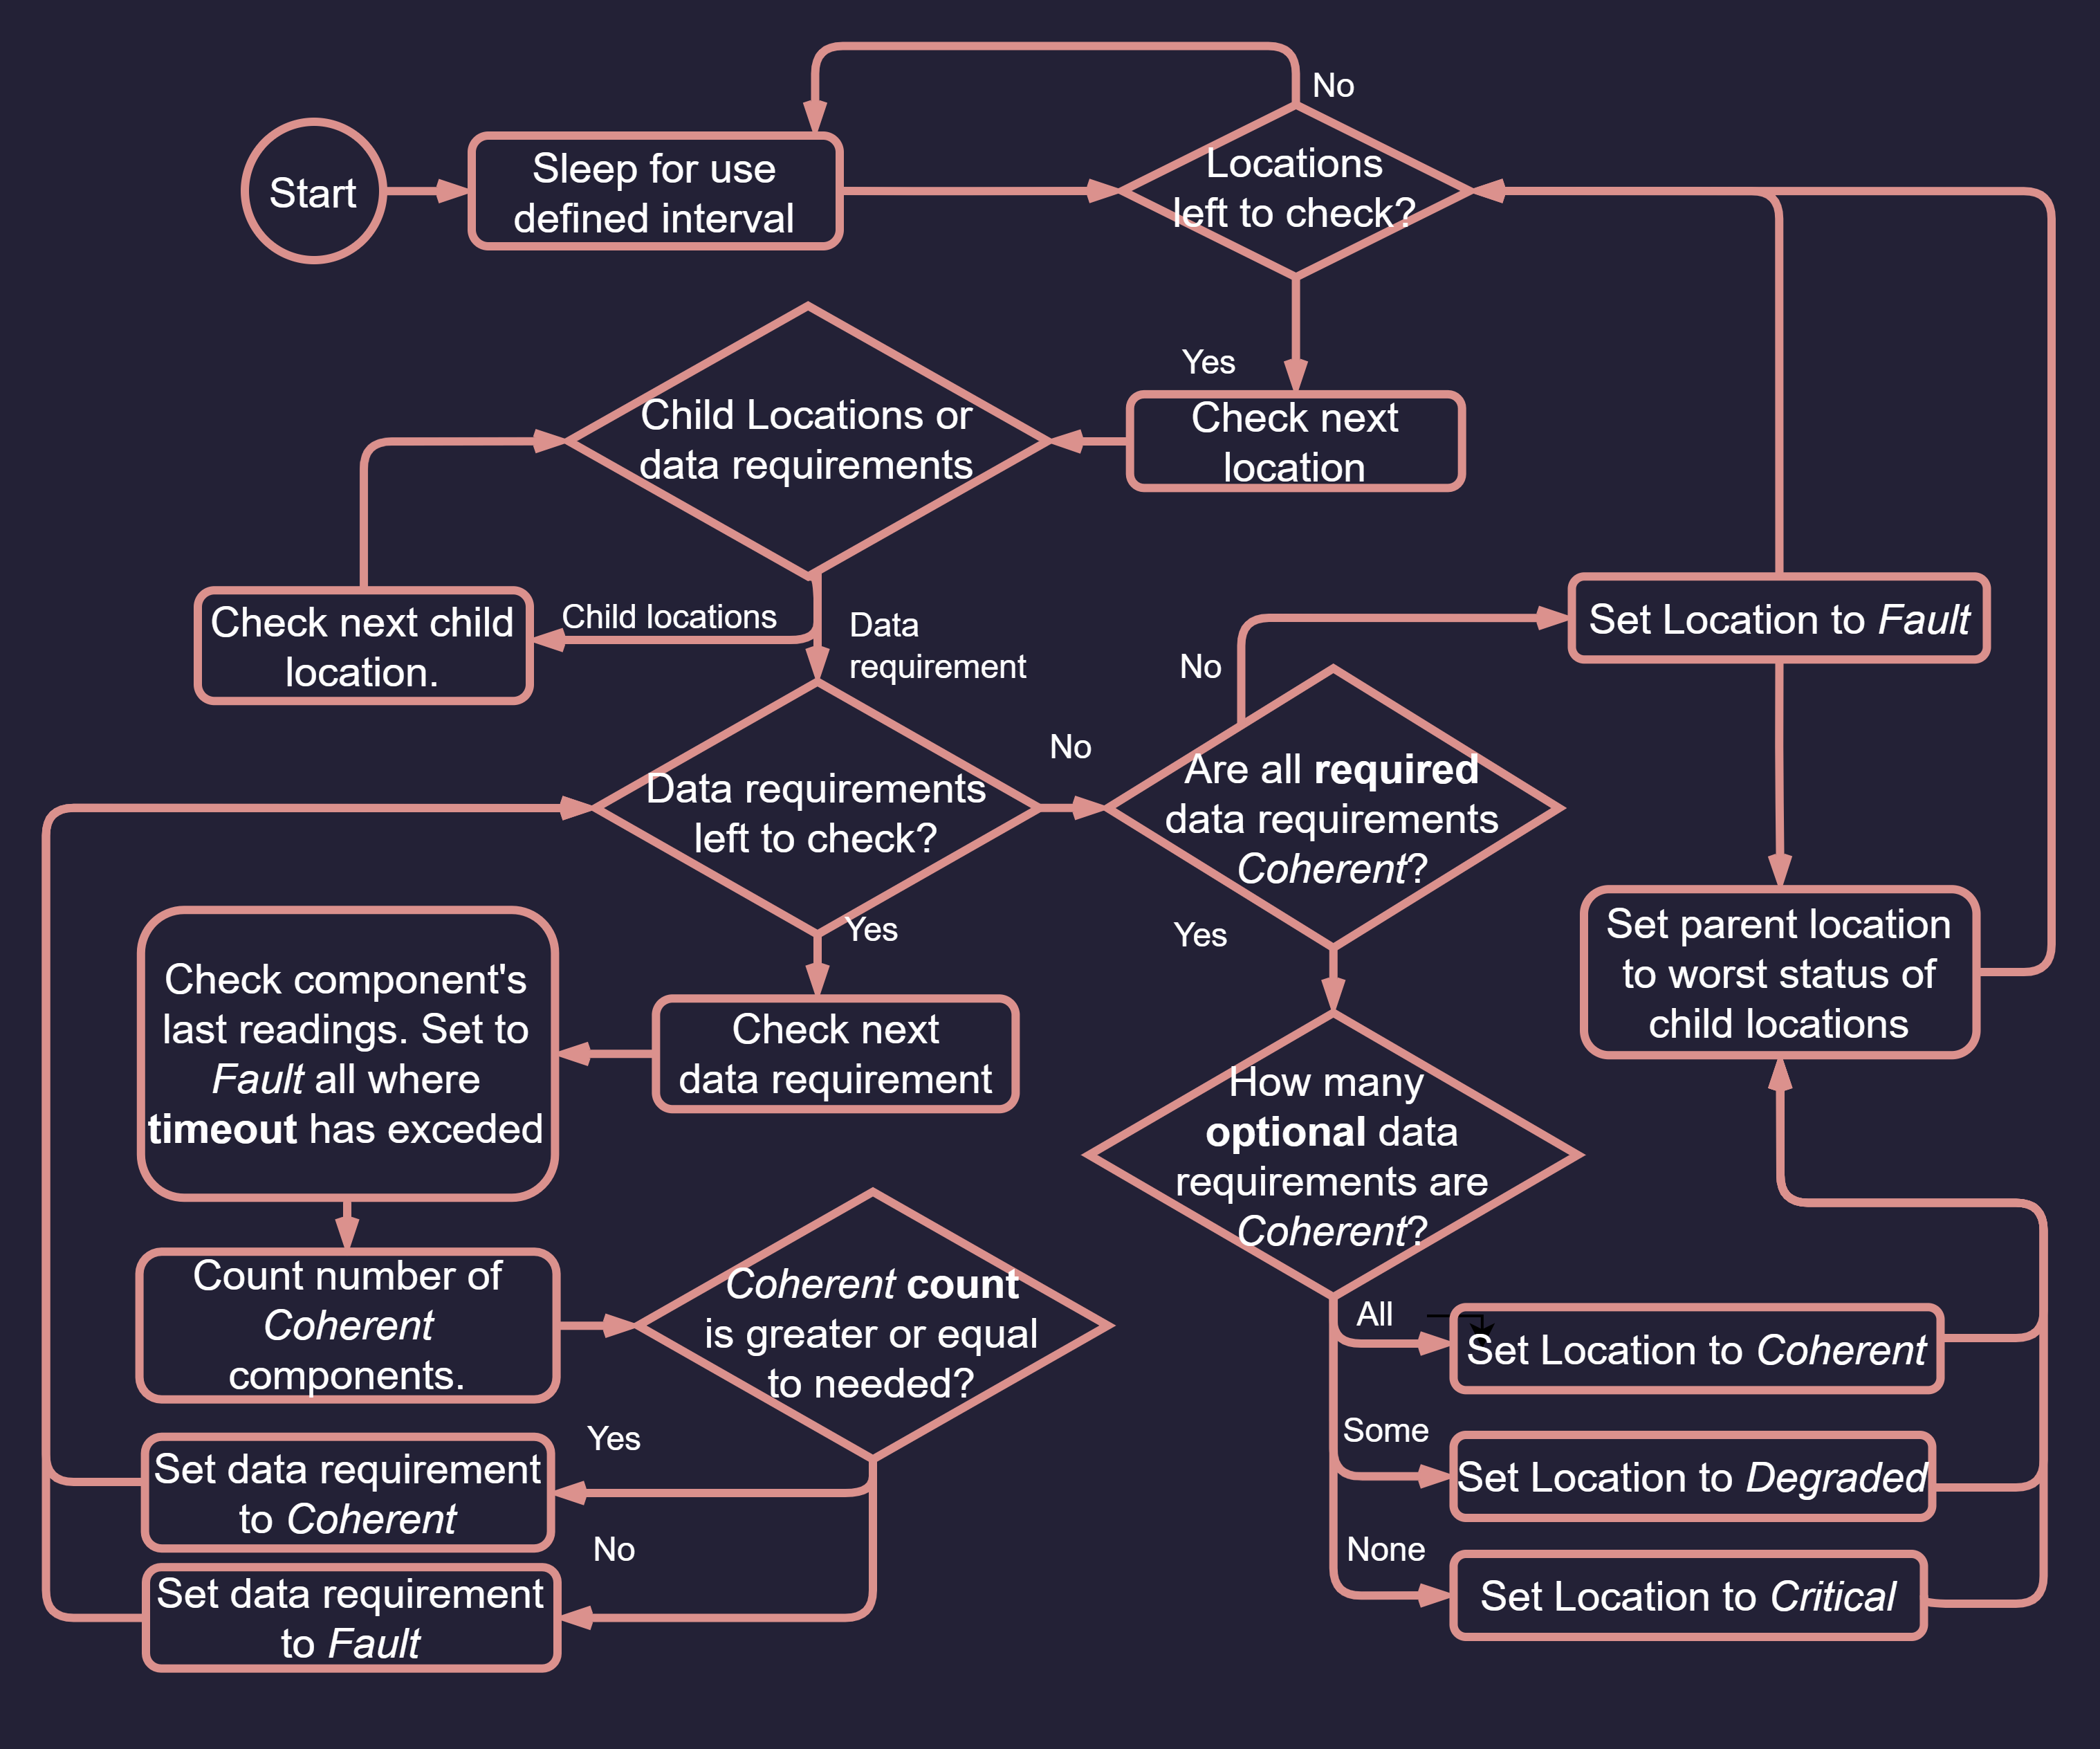 No
Start
Sleep for use
defined interval
Locations
left to check?
Yes
Check next
location
Child Locations or
data requirements
Check next child
location.
Child locations
Data
requirement
No
Set Location to Fault
No
Data requirements
left to check?
Are all required
data requirements
Coherent?
Yes
Yes
Set parent location
to worst status of
child locations
Check component's
last readings. Set to
Fault all where
timeout has exceded
Check next
data requirement
How many
optional data
requirements are
Coherent?
Count number of
Coherent
components.
Coherent count
is greater or equal
to needed?
All
Set Location to Coherent
Some
Set Location to Degraded
None
Set Location to Critical
Yes
Set data requirement
to Coherent
No
Set data requirement
to Fault